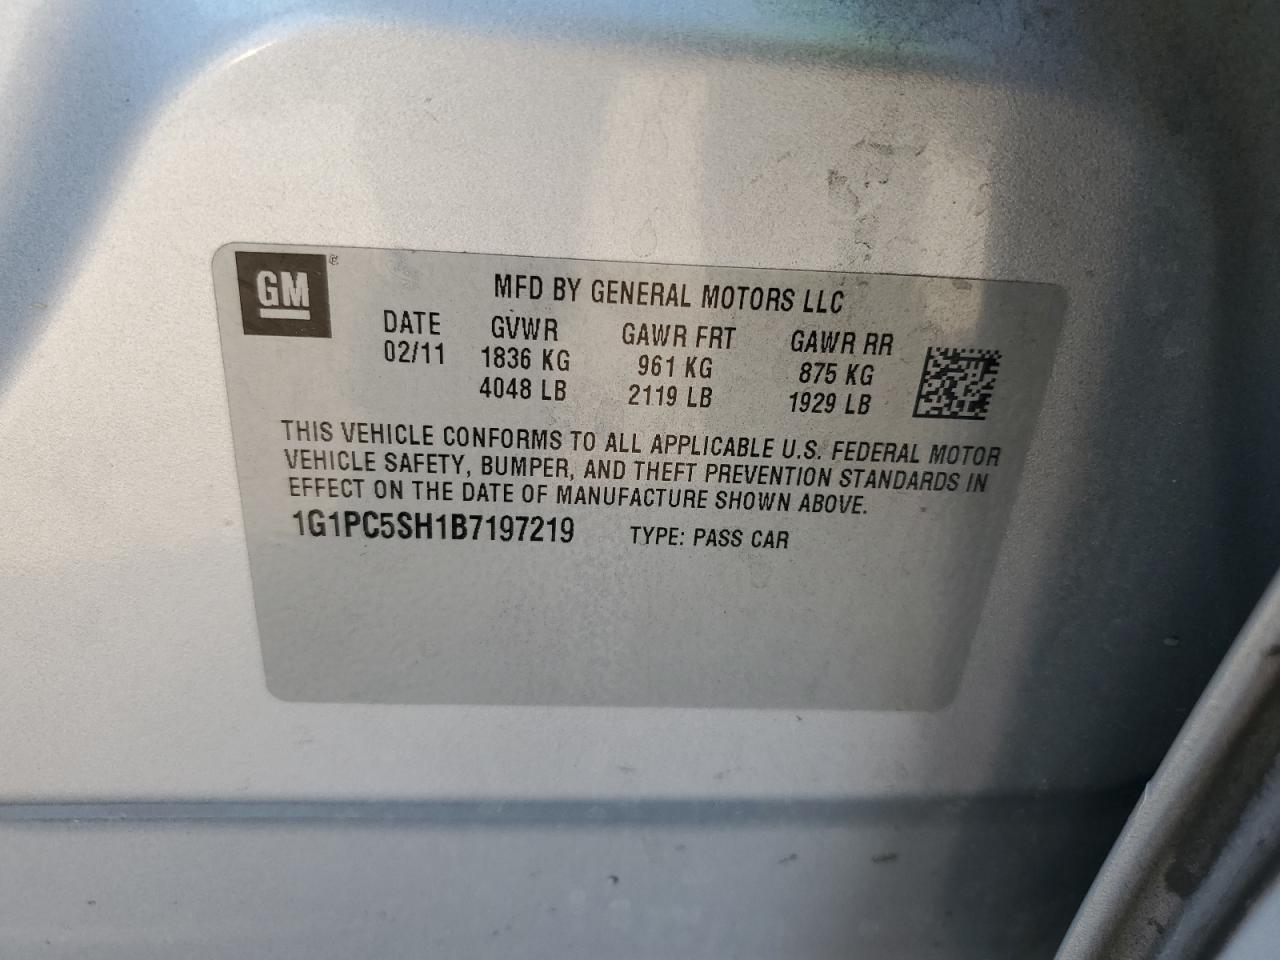 GM
MFD BY GENERAL MOTORS LLC
DATE GVWR GAWR FRT GAWR RR
02/11 1836 KG 961 KG 875 KG
4048 LB 2119 LB 1929 LB
THIS VEHICLE CONFORMS TO ALL APPLICABLE U.S. FEDERAL MOTOR
VEHICLE SAFETY, BUMPER, AND THEFT PREVENTION STANDARDS IN
EFFECT ON THE DATE OF MANUFACTURE SHOWN ABOVE.
1G1PC5SH1B7197219 TYPE: PASS CAR